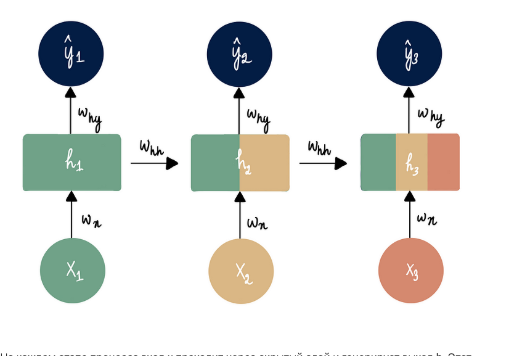 ŷ1 ŷ2 ŷ3
Why Why Why
h1 Whh h2 Whh h3
Wx Wx Wx
X1 X2 X3